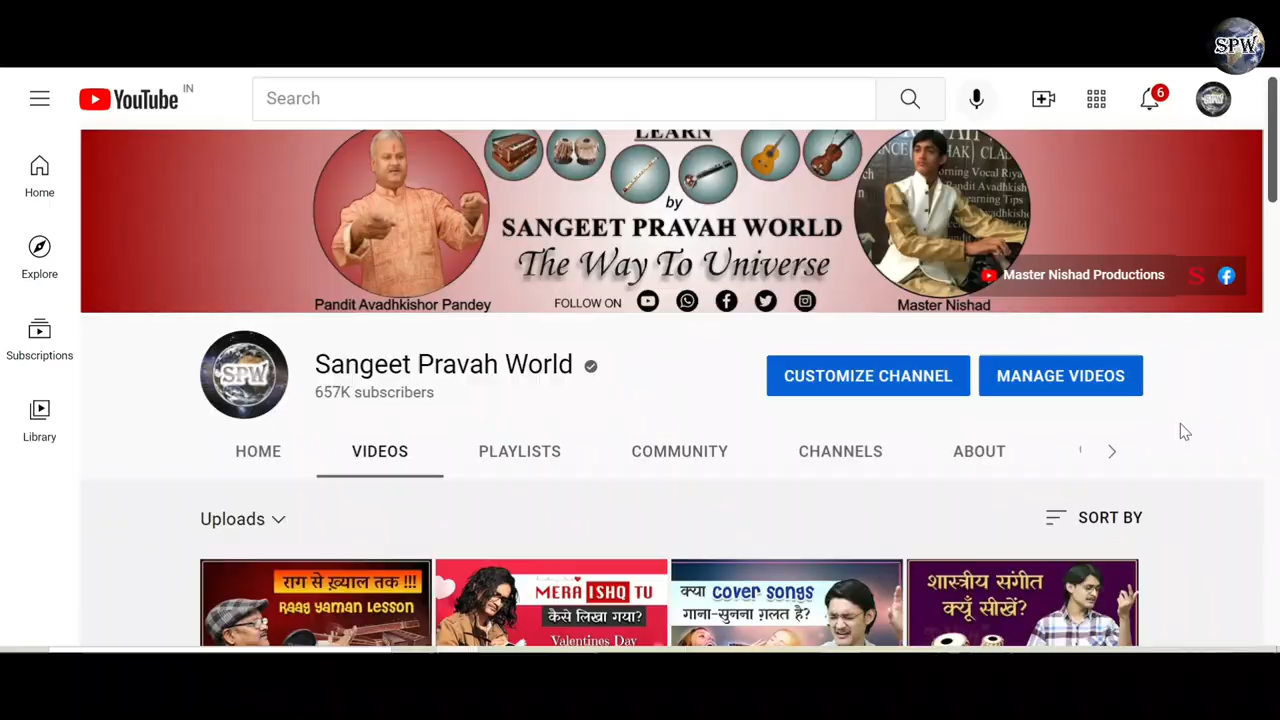 SPW
YouTube IN
Search
6
Home
Explore
Subscriptions
Library
LEARN
by
SANGEET PRAVAH WORLD
The Way To Universe
FOLLOW ON
Pandit Avadhkishor Pandey
Master Nishad
Master Nishad Productions
SPW
Sangeet Pravah World
657K subscribers
CUSTOMIZE CHANNEL
MANAGE VIDEOS
HOME VIDEOS PLAYLISTS COMMUNITY CHANNELS ABOUT
Uploads
SORT BY
राग से ख़्याल तक !!!
RAAG YAMAN LESSON
MERA ISHQ TU
कैसे लिखा गया?
Valentines Day
क्या cover songs
गाना-सुनना ग़लत है?
शास्त्रीय संगीत
क्यूँ सीखें?